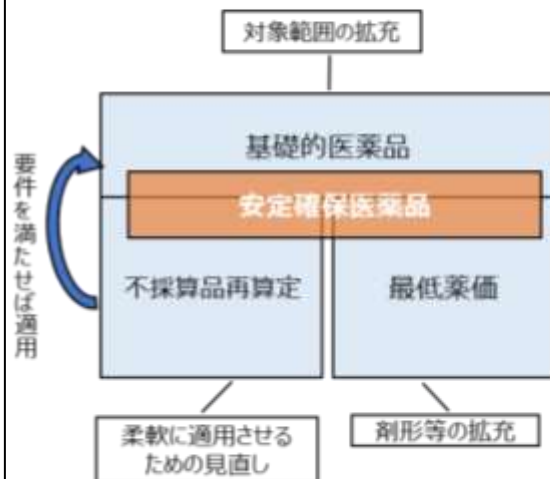 対象範囲の拡充
基礎的医薬品
安定確保医薬品
要件を満たせば適用
不採算品再算定
最低薬価
柔軟に適用させる
ための見直し
剤形等の拡充